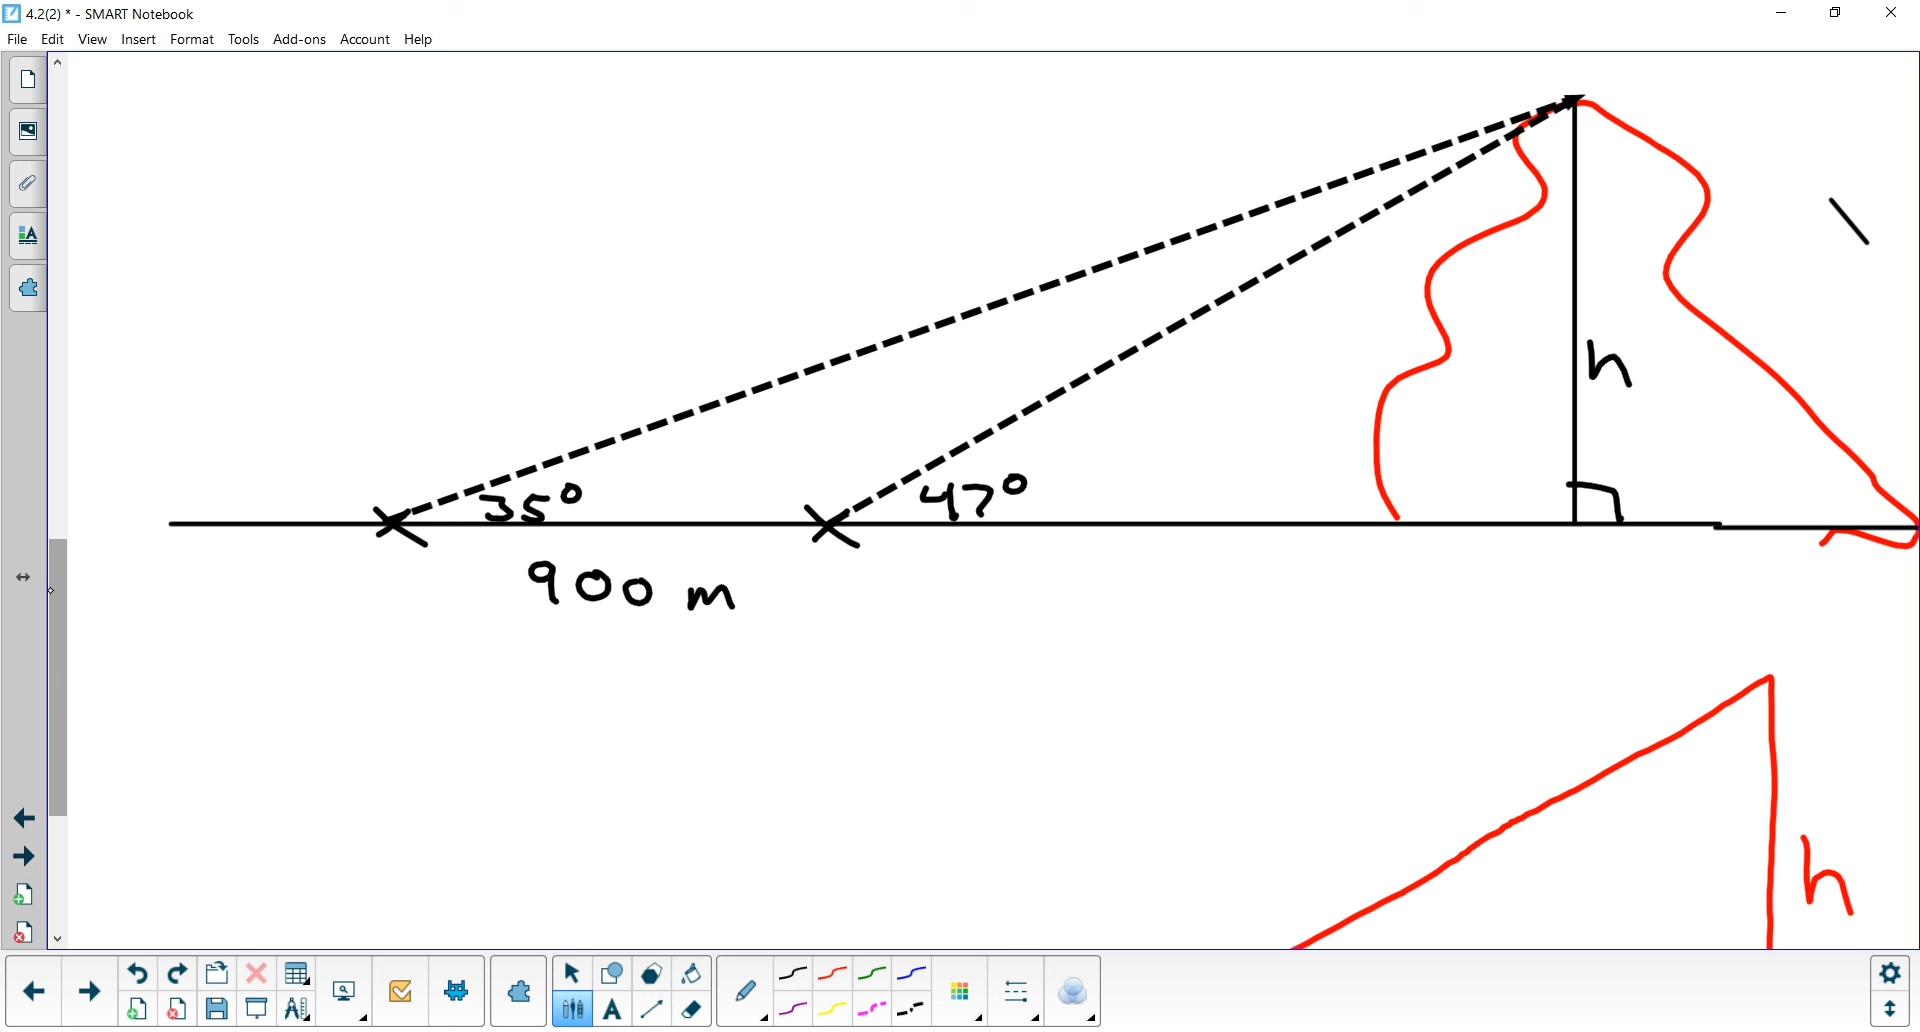 4.2(2) * - SMART Notebook
File Edit View Insert Format Tools Add-ons Account Help
h
35° 47°
900 m
h